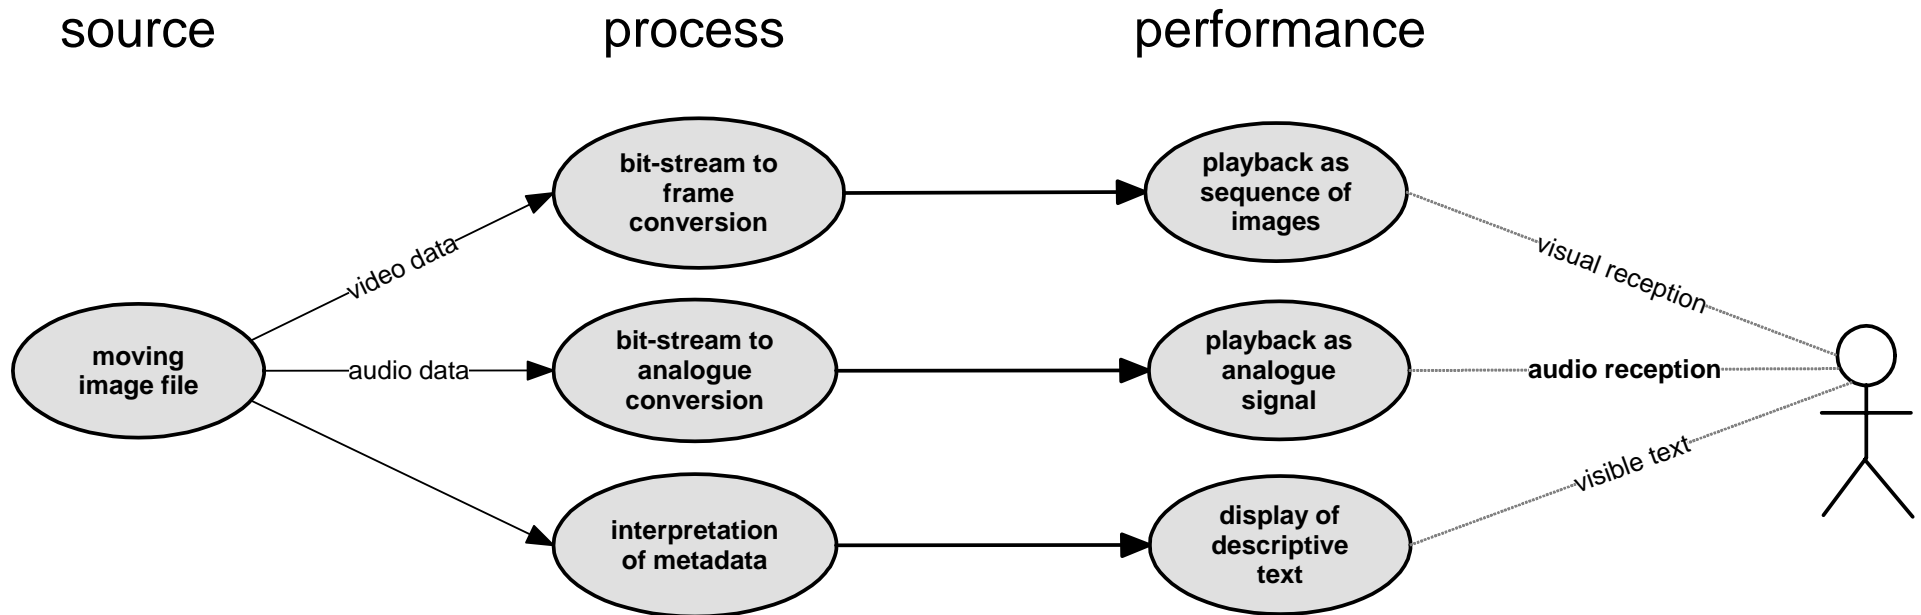 source
process
performance
bit-stream to
frame
conversion
playback as
sequence of
images
video data
visual reception
moving
image file
audio data
bit-stream to
analogue
conversion
playback as
analogue
signal
audio reception
visible text
interpretation
of metadata
display of
descriptive
text